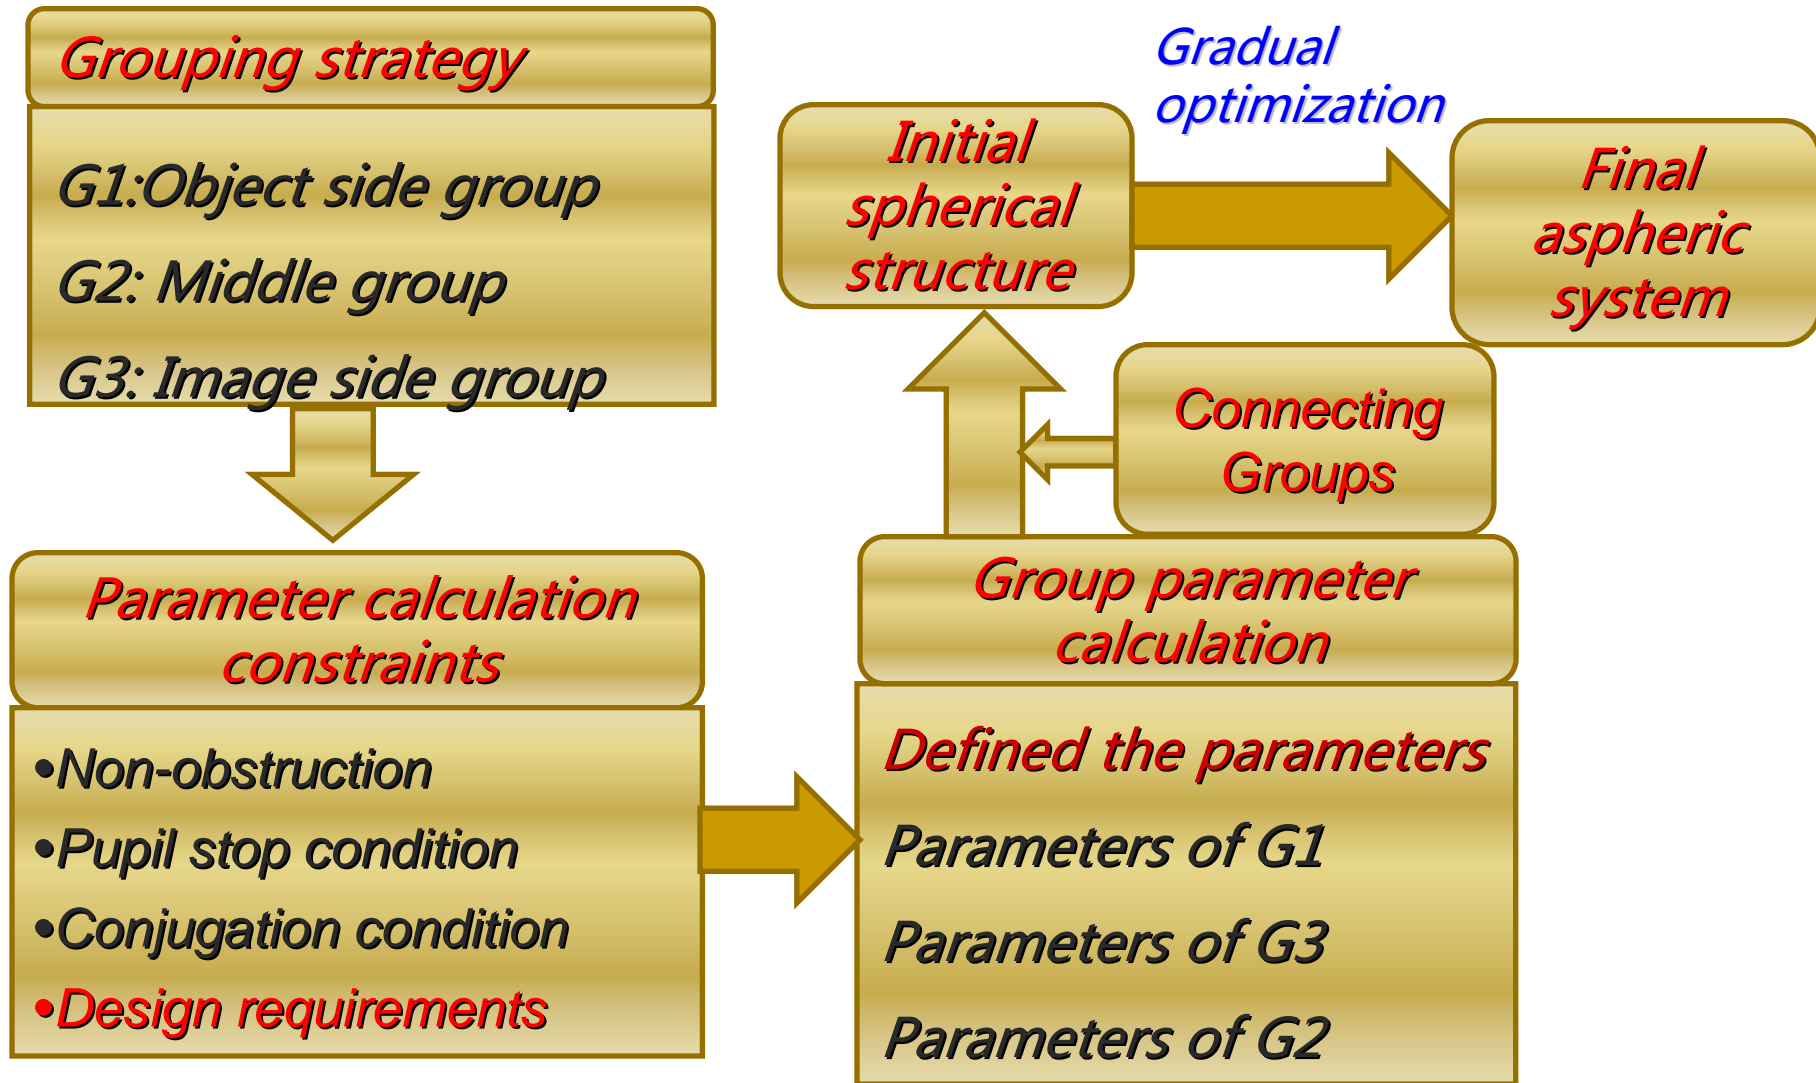 Grouping strategy
G1:Object side group
G2: Middle group
G3: Image side group
Parameter calculation
constraints
•Non-obstruction
•Pupil stop condition
•Conjugation condition
•Design requirements
Group parameter
calculation
Defined the parameters
Parameters of G1
Parameters of G3
Parameters of G2
Connecting
Groups
Initial
spherical
structure
Gradual
optimization
Final
aspheric
system